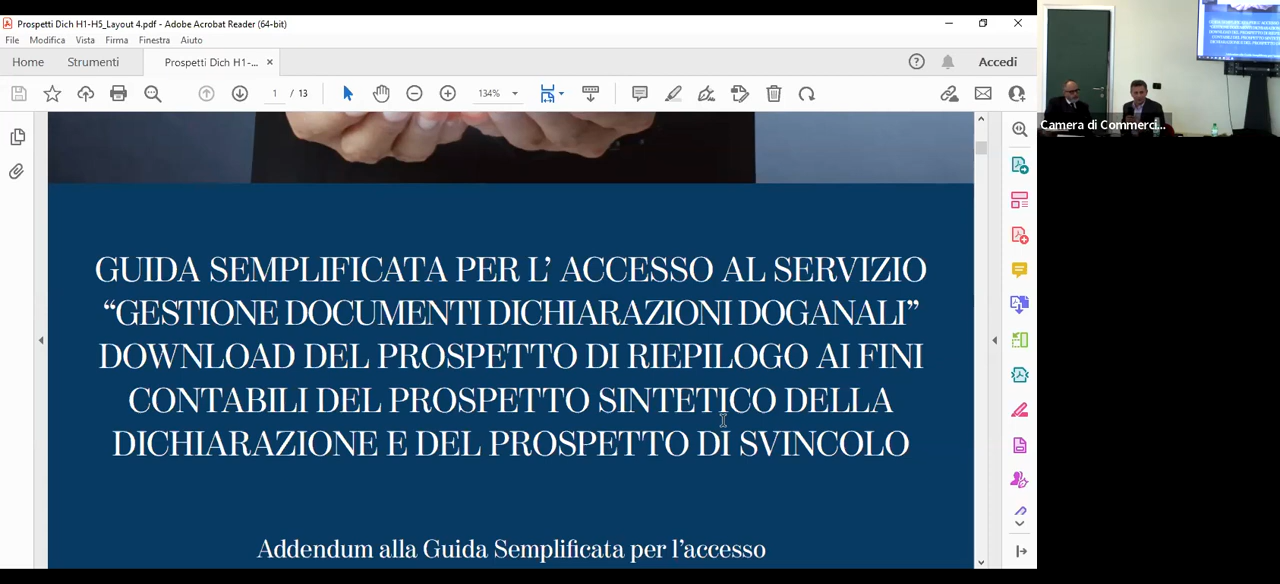 Prospetti Dich H1-H5_Layout 4.pdf - Adobe Acrobat Reader (64-bit)
File Modifica Vista Firma Finestra Aiuto
Home Strumenti Prospetti Dich H1-... × Accedi
1 / 13 134%
Camera di Commerci...
GUIDA SEMPLIFICATA PER L’ ACCESSO AL SERVIZIO
“GESTIONE DOCUMENTI DICHIARAZIONI DOGANALI”
DOWNLOAD DEL PROSPETTO DI RIEPILOGO AI FINI
CONTABILI DEL PROSPETTO SINTETICO DELLA
DICHIARAZIONE E DEL PROSPETTO DI SVINCOLO
Addendum alla Guida Semplificata per l’accesso